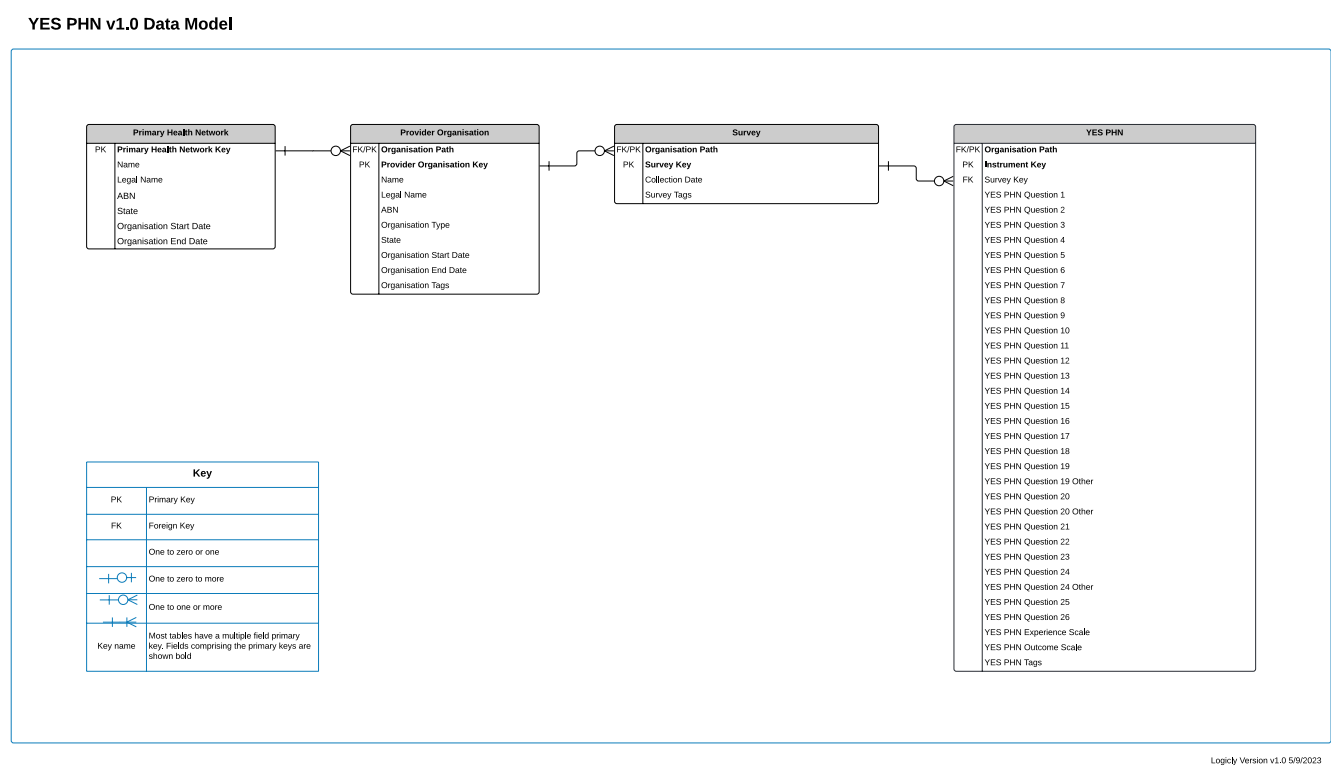 YES PHN v1.0 Data Model
Primary Health Network
PK Primary Health Network Key
Name
Legal Name
ABN
State
Organisation Start Date
Organisation End Date
Provider Organisation
FK/PK Organisation Path
PK Provider Organisation Key
Name
Legal Name
ABN
Organisation Type
State
Organisation Start Date
Organisation End Date
Organisation Tags
Survey
FK/PK Organisation Path
PK Survey Key
Collection Date
Survey Tags
YES PHN
FK/PK Organisation Path
PK Instrument Key
FK Survey Key
YES PHN Question 1
YES PHN Question 2
YES PHN Question 3
YES PHN Question 4
YES PHN Question 5
YES PHN Question 6
YES PHN Question 7
YES PHN Question 8
YES PHN Question 9
YES PHN Question 10
YES PHN Question 11
YES PHN Question 12
YES PHN Question 13
YES PHN Question 14
YES PHN Question 15
YES PHN Question 16
YES PHN Question 17
YES PHN Question 18
YES PHN Question 19
YES PHN Question 19 Other
YES PHN Question 20
YES PHN Question 20 Other
YES PHN Question 21
YES PHN Question 22
YES PHN Question 23
YES PHN Question 24
YES PHN Question 24 Other
YES PHN Question 25
YES PHN Question 26
YES PHN Experience Scale
YES PHN Outcome Scale
YES PHN Tags
Key
PK Primary Key
FK Foreign Key
One to zero or one
One to zero to more
One to one or more
Key name
Most tables have a multiple field primary
key. Fields comprising the primary keys are
shown bold
Logicly Version v1.0 5/9/2023